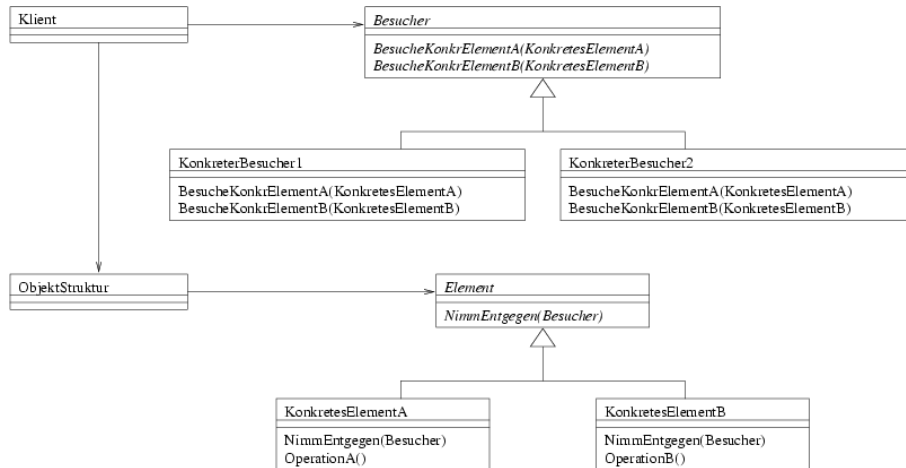 Klient
Besucher
BesucheKonkrElementA(KonkretesElementA)
BesucheKonkrElementB(KonkretesElementB)
KonkreterBesucher1
BesucheKonkrElementA(KonkretesElementA)
BesucheKonkrElementB(KonkretesElementB)
KonkreterBesucher2
BesucheKonkrElementA(KonkretesElementA)
BesucheKonkrElementB(KonkretesElementB)
ObjektStruktur
Element
NimmEntgegen(Besucher)
KonkretesElementA
NimmEntgegen(Besucher)
OperationA()
KonkretesElementB
NimmEntgegen(Besucher)
OperationB()